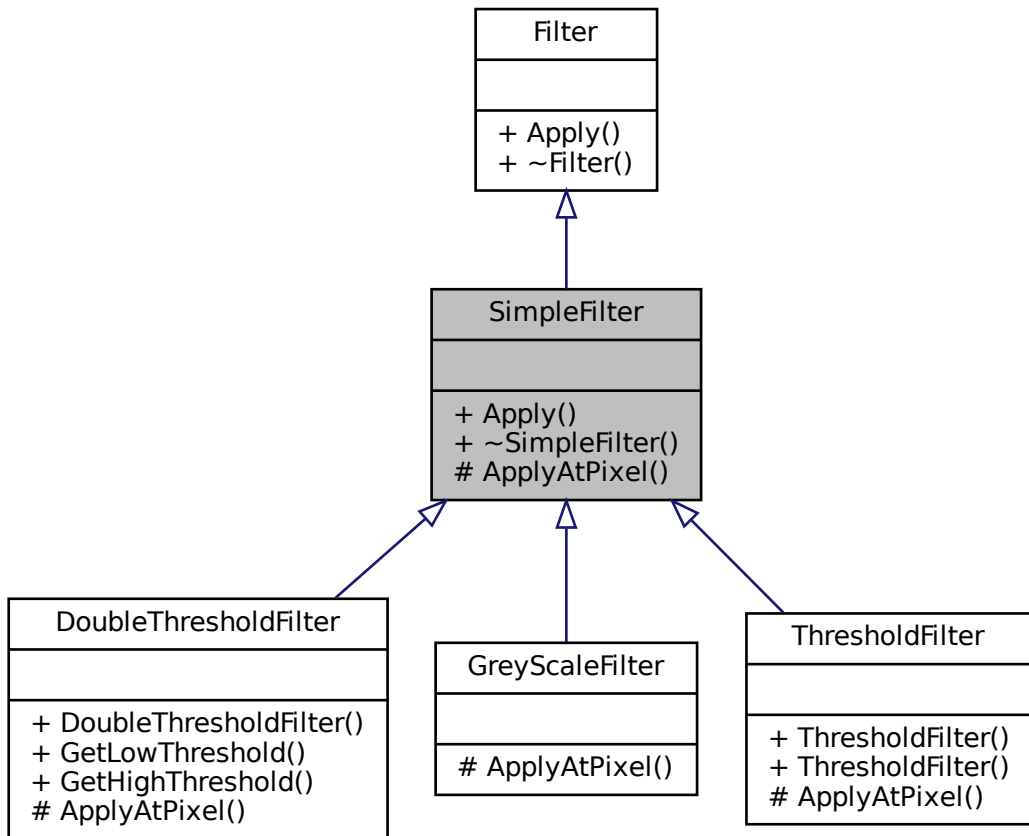 Filter
+ Apply()
+ ~Filter()
SimpleFilter
+ Apply()
+ ~SimpleFilter()
# ApplyAtPixel()
DoubleThresholdFilter
+ DoubleThresholdFilter()
+ GetLowThreshold()
+ GetHighThreshold()
# ApplyAtPixel()
GreyScaleFilter
# ApplyAtPixel()
ThresholdFilter
+ ThresholdFilter()
+ ThresholdFilter()
# ApplyAtPixel()